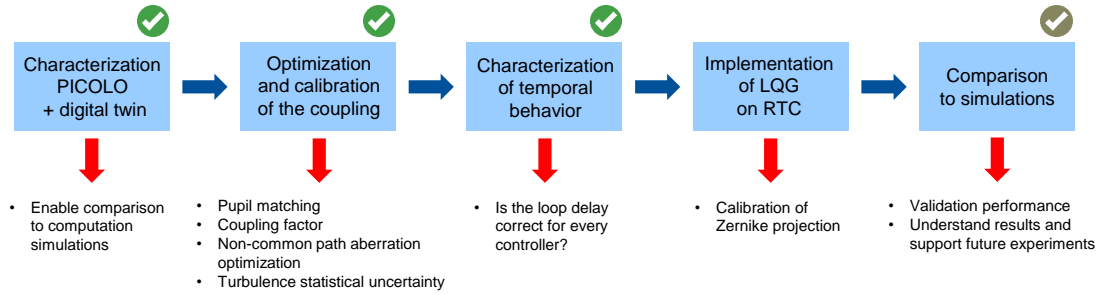 Characterization
PICOLO
+ digital twin
Optimization
and calibration
of the coupling
Characterization
of temporal
behavior
Implementation
of LQG
on RTC
Comparison
to simulations
• Enable comparison
to computation
simulations
• Pupil matching
• Coupling factor
• Non-common path aberration
optimization
• Turbulence statistical uncertainty
• Is the loop delay
correct for every
controller?
• Calibration of
Zernike projection
• Validation performance
• Understand results and
support future experiments